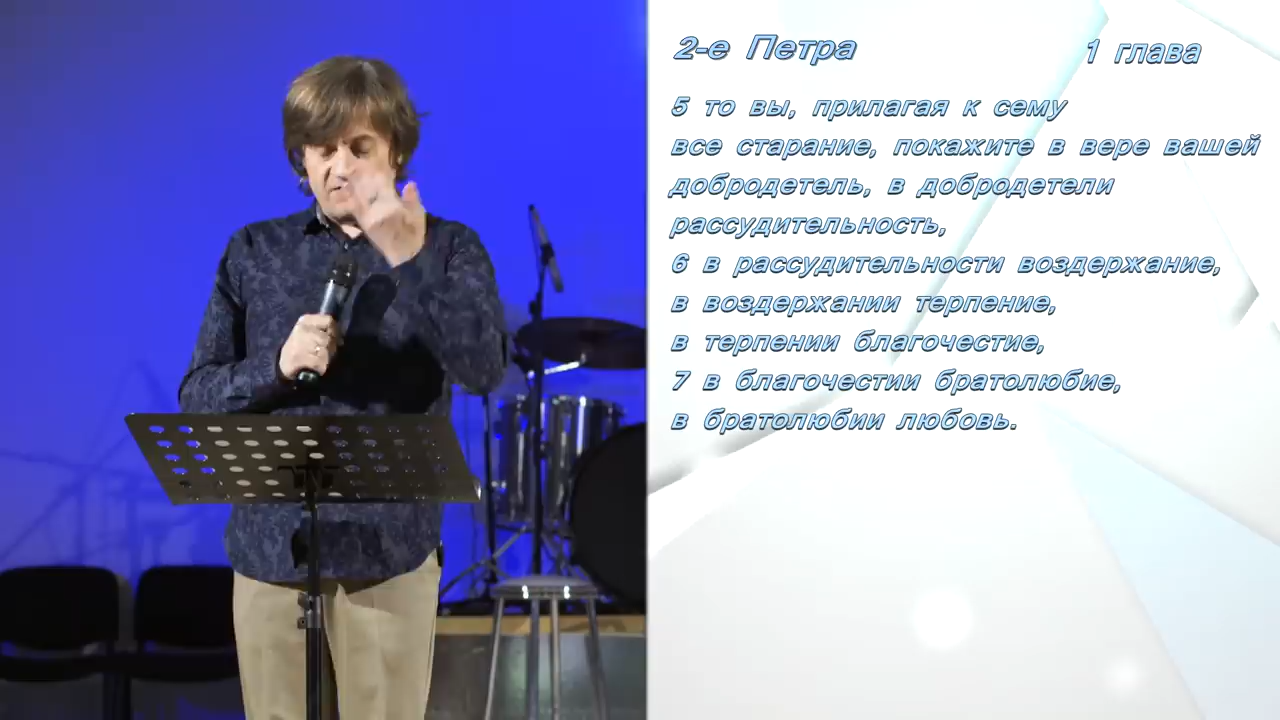 2-е Петра 1 глава
5 то вы, прилагая к сему
все старание, покажите в вере вашей
добродетель, в добродетели
рассудительность,
6 в рассудительности воздержание,
в воздержании терпение,
в терпении благочестие,
7 в благочестии братолюбие,
в братолюбии любовь.